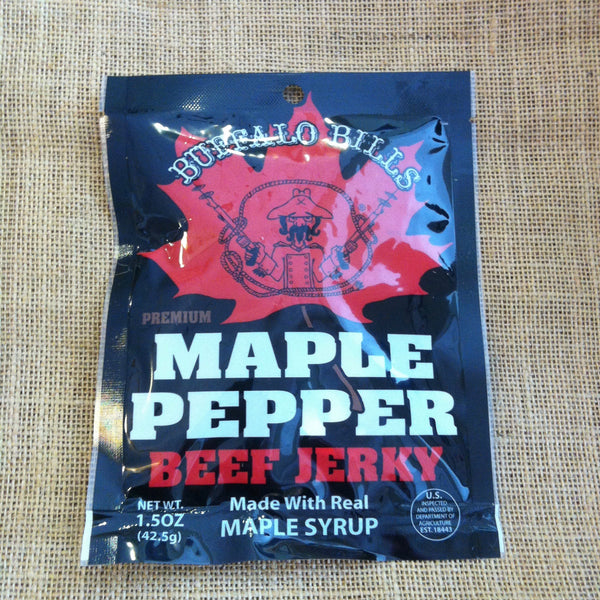 BUFFALO BILLS
PREMIUM
MAPLE
PEPPER
BEEF JERKY
NET WT.
1.5OZ
(42.5g)
Made With Real
MAPLE SYRUP
U.S.
INSPECTED
AND PASSED BY
DEPARTMENT OF
AGRICULTURE
EST. 18443